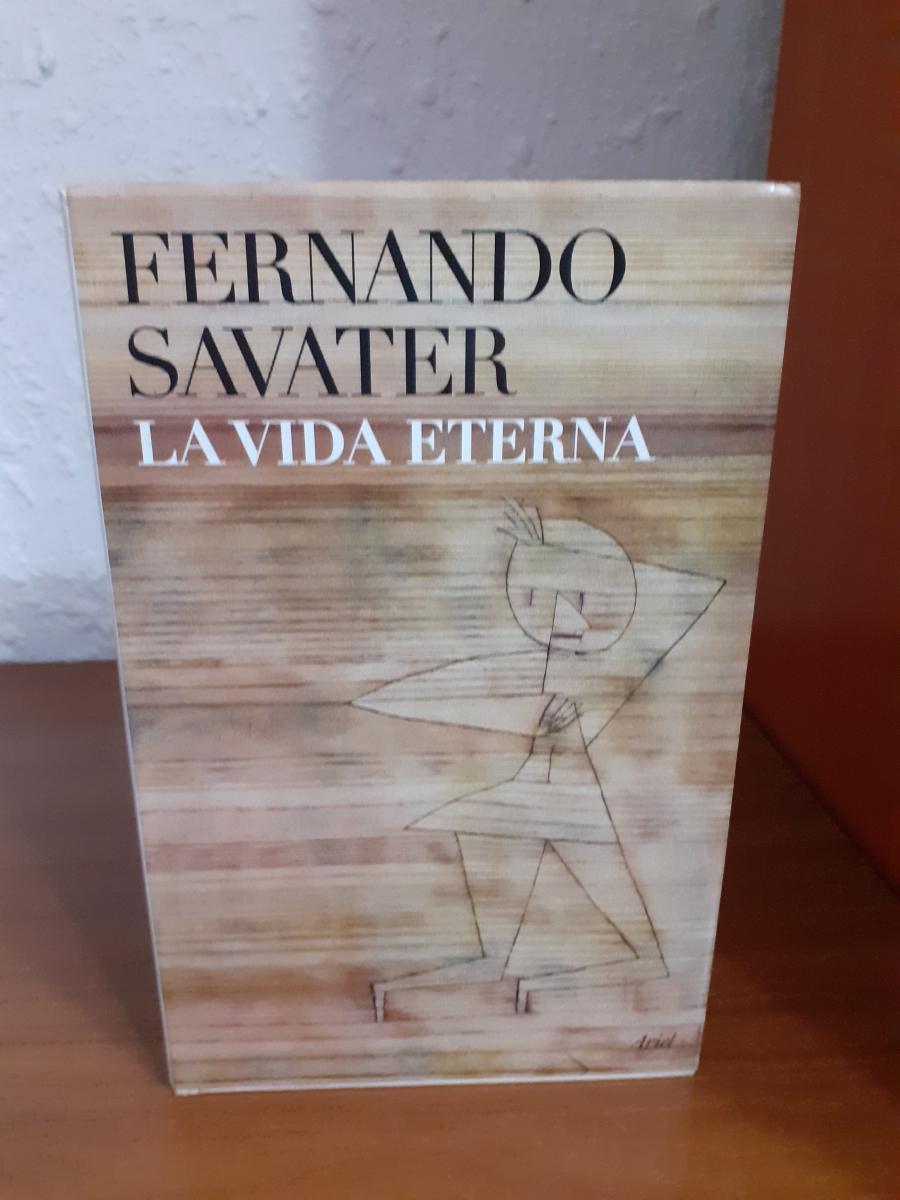 FERNANDO
SAVATER
LA VIDA ETERNA
Ariel